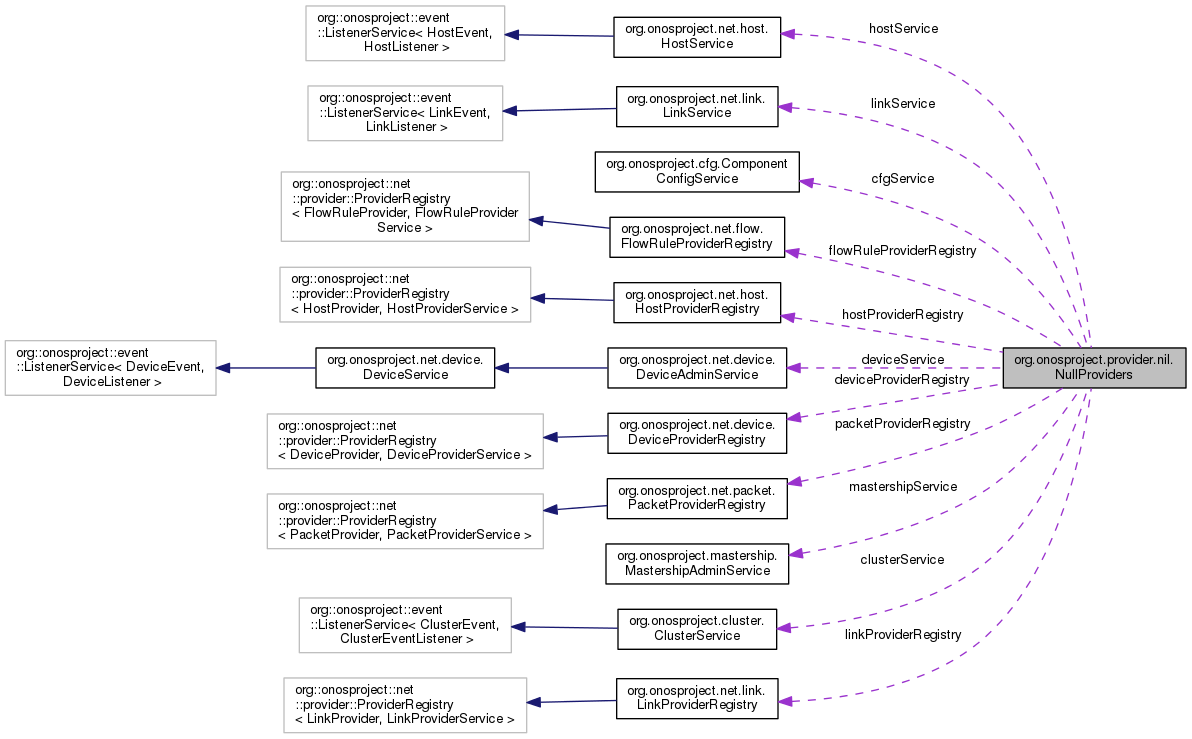 org::onosproject::event
::ListenerService< HostEvent,
HostListener >
org.onosproject.net.host.
HostService
hostService
org::onosproject::event
::ListenerService< LinkEvent,
LinkListener >
org.onosproject.net.link.
LinkService
linkService
org.onosproject.cfg.Component
ConfigService
cfgService
org::onosproject::net
::provider::ProviderRegistry
< FlowRuleProvider, FlowRuleProvider
Service >
org.onosproject.net.flow.
FlowRuleProviderRegistry
flowRuleProviderRegistry
org::onosproject::net
::provider::ProviderRegistry
< HostProvider, HostProviderService >
org.onosproject.net.host.
HostProviderRegistry
hostProviderRegistry
org::onosproject::event
::ListenerService< DeviceEvent,
DeviceListener >
org.onosproject.net.device.
DeviceService
org.onosproject.net.device.
DeviceAdminService
deviceService
org.onosproject.provider.nil.
NullProviders
org::onosproject::net
::provider::ProviderRegistry
< DeviceProvider, DeviceProviderService >
org.onosproject.net.device.
DeviceProviderRegistry
deviceProviderRegistry
org::onosproject::net
::provider::ProviderRegistry
< PacketProvider, PacketProviderService >
org.onosproject.net.packet.
PacketProviderRegistry
packetProviderRegistry
org.onosproject.mastership.
MastershipAdminService
mastershipService
org::onosproject::event
::ListenerService< ClusterEvent,
ClusterEventListener >
org.onosproject.cluster.
ClusterService
clusterService
org::onosproject::net
::provider::ProviderRegistry
< LinkProvider, LinkProviderService >
org.onosproject.net.link.
LinkProviderRegistry
linkProviderRegistry